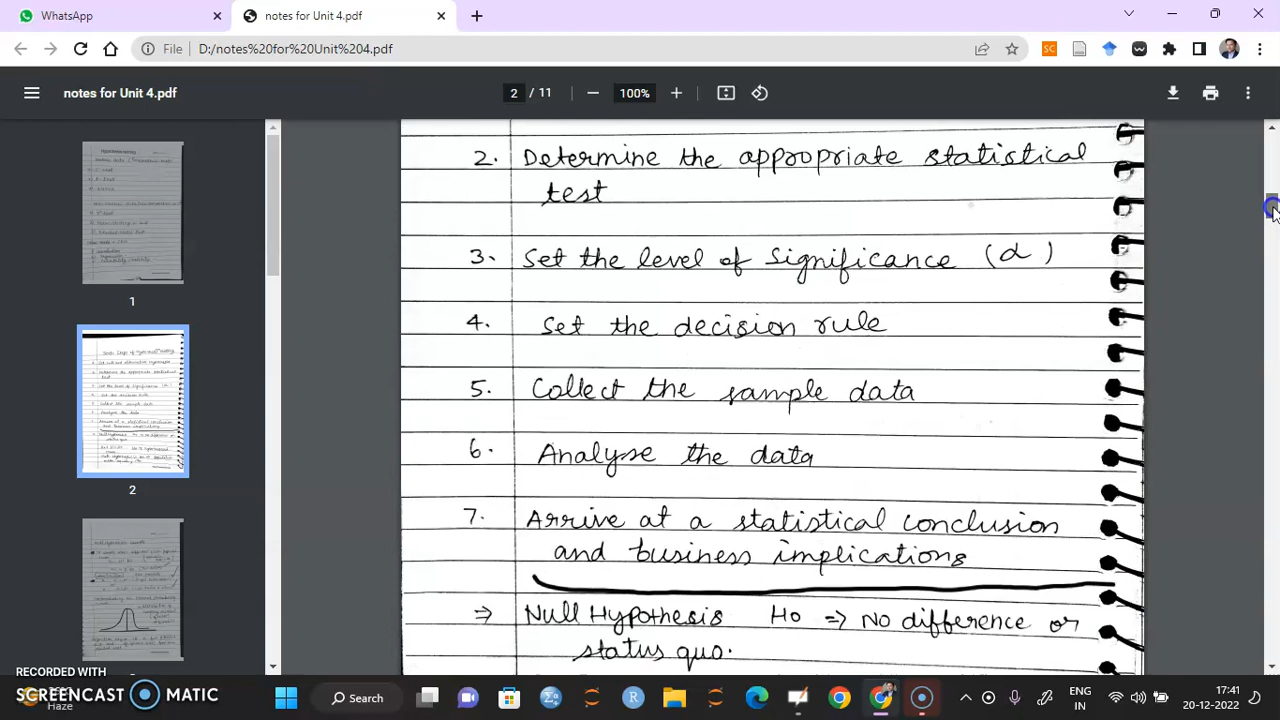 WhatsApp
notes for Unit 4.pdf
File D:/notes%20for%20Unit%204.pdf
SC
notes for Unit 4.pdf
2 / 11
100%
1
2
2. Determine the appropriate statistical
test
3. Set the level of Significance (α)
4. Set the decision rule
5. Collect the sample data
6. Analyse the data
7. Arrive at a statistical conclusion
and business implications
⇒ Null Hypothesis H0 ⇒ No difference or
status quo.
RECORDED WITH
SCREENCAST MATIC
Haze
Search
R
ENG
IN
17:41
20-12-2022